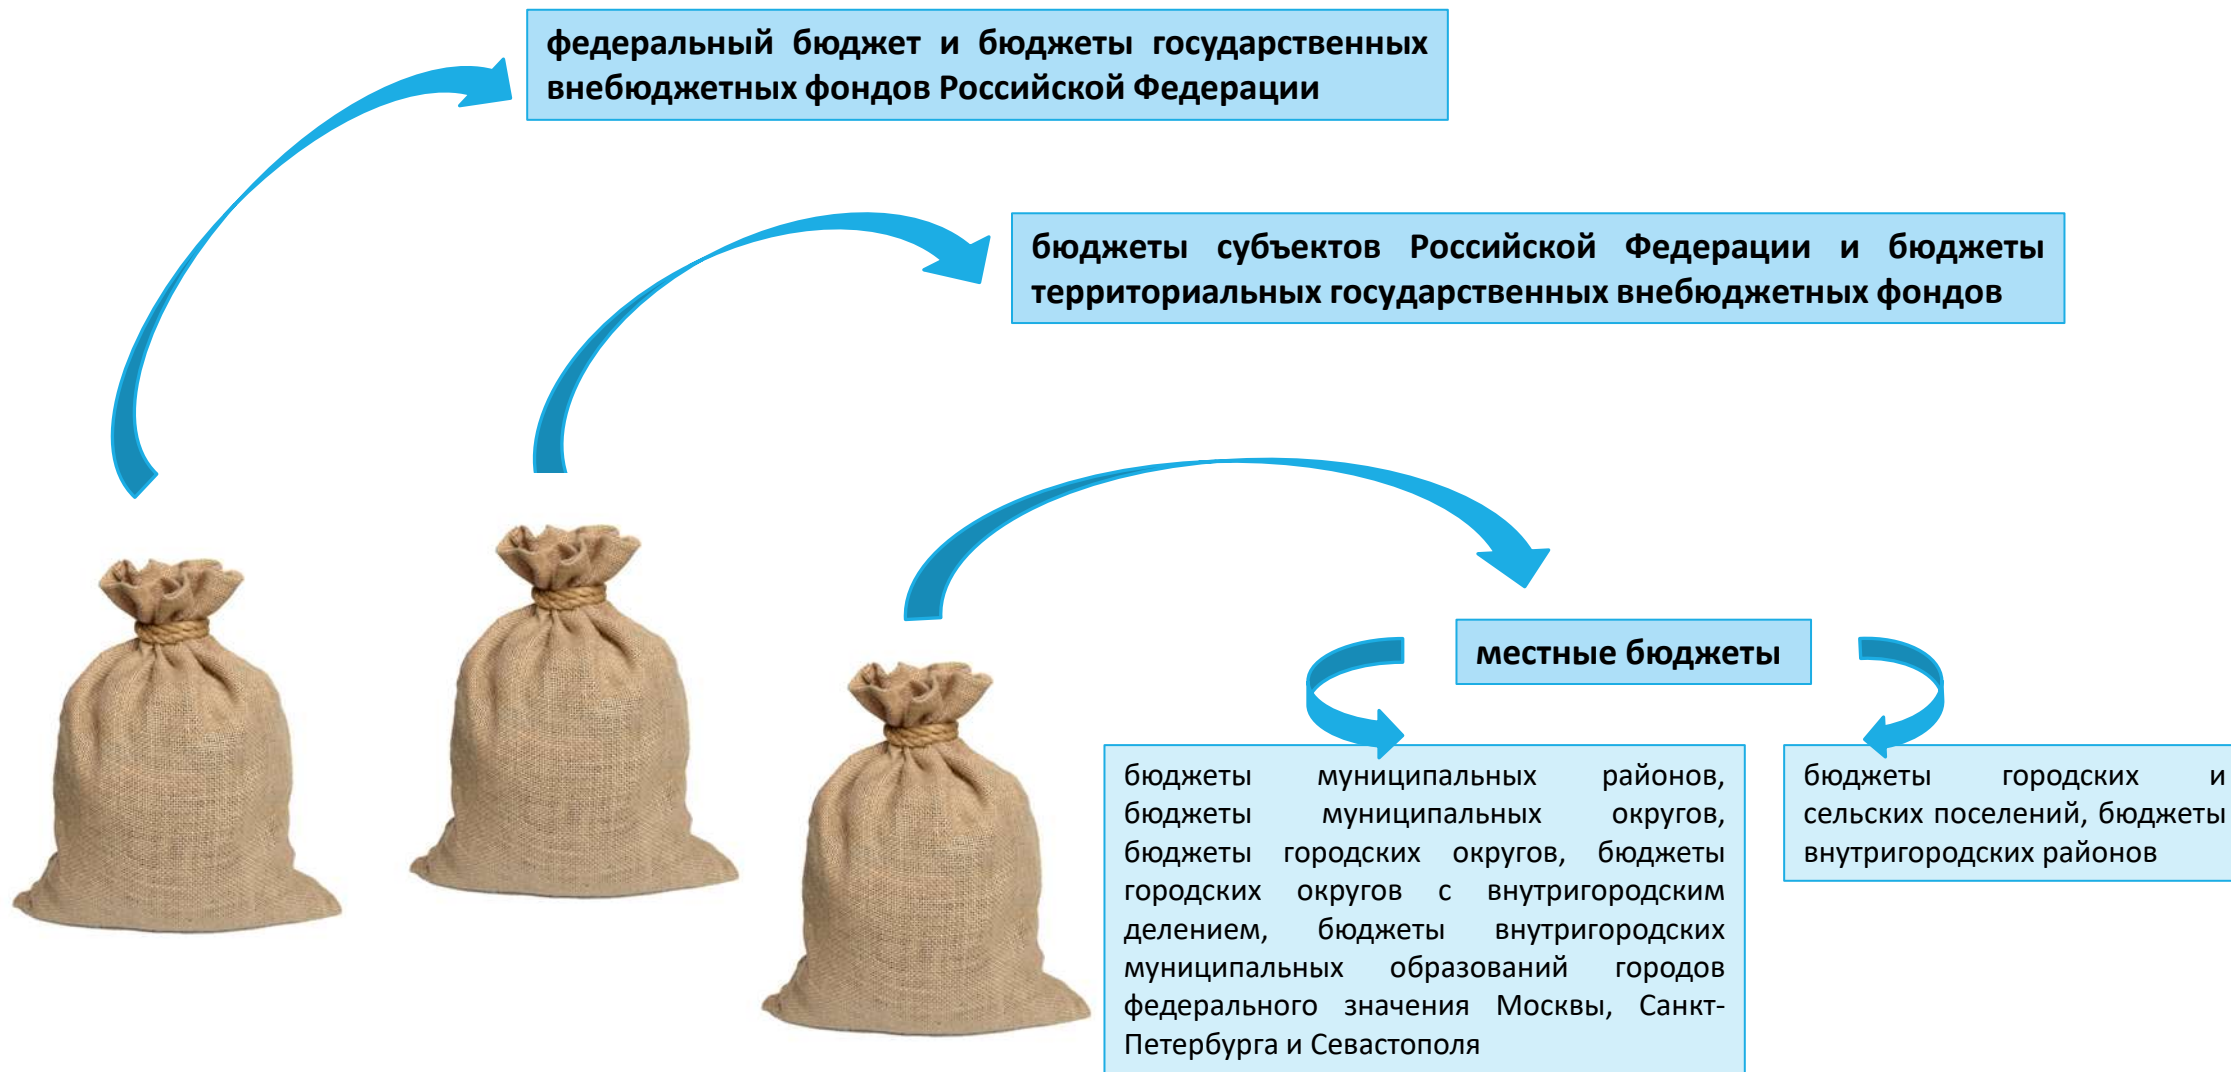 федеральный бюджет и бюджеты государственных
внебюджетных фондов Российской Федерации
бюджеты субъектов Российской Федерации и бюджеты
территориальных государственных внебюджетных фондов
местные бюджеты
бюджеты муниципальных районов,
бюджеты муниципальных округов,
бюджеты городских округов, бюджеты
городских округов с внутригородским
делением, бюджеты внутригородских
муниципальных образований городов
федерального значения Москвы, Санкт-
Петербурга и Севастополя
бюджеты городских и
сельских поселений, бюджеты
внутригородских районов